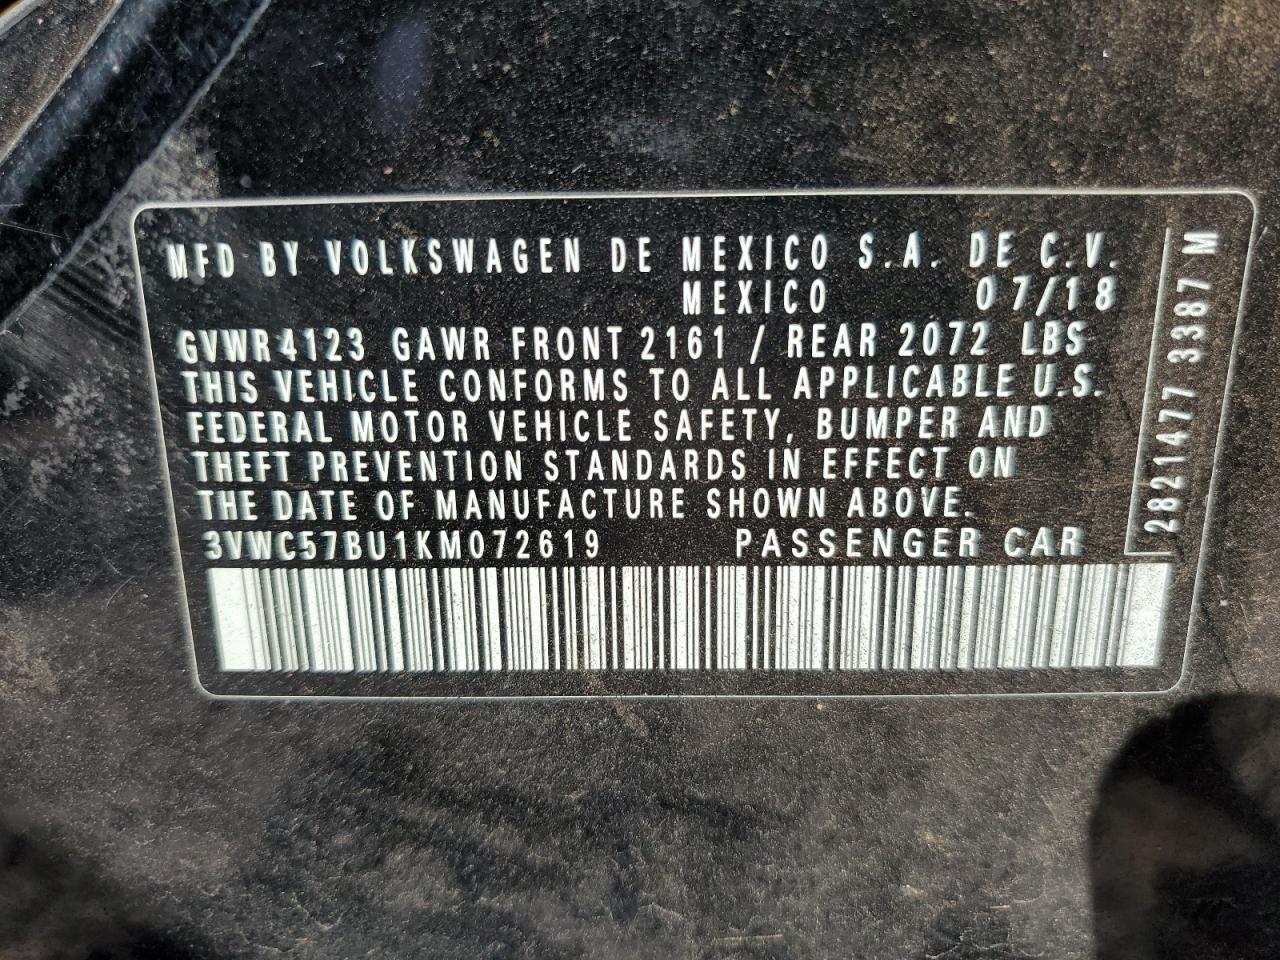 MFD BY VOLKSWAGEN DE MEXICO S.A. DE C.V.
MEXICO 07/18
GVWR 4123 GAWR FRONT 2161 / REAR 2072 LBS
THIS VEHICLE CONFORMS TO ALL APPLICABLE U.S.
FEDERAL MOTOR VEHICLE SAFETY, BUMPER AND
THEFT PREVENTION STANDARDS IN EFFECT ON
THE DATE OF MANUFACTURE SHOWN ABOVE.
3VWC57BU1KM072619 PASSENGER CAR
2821477 3387 M